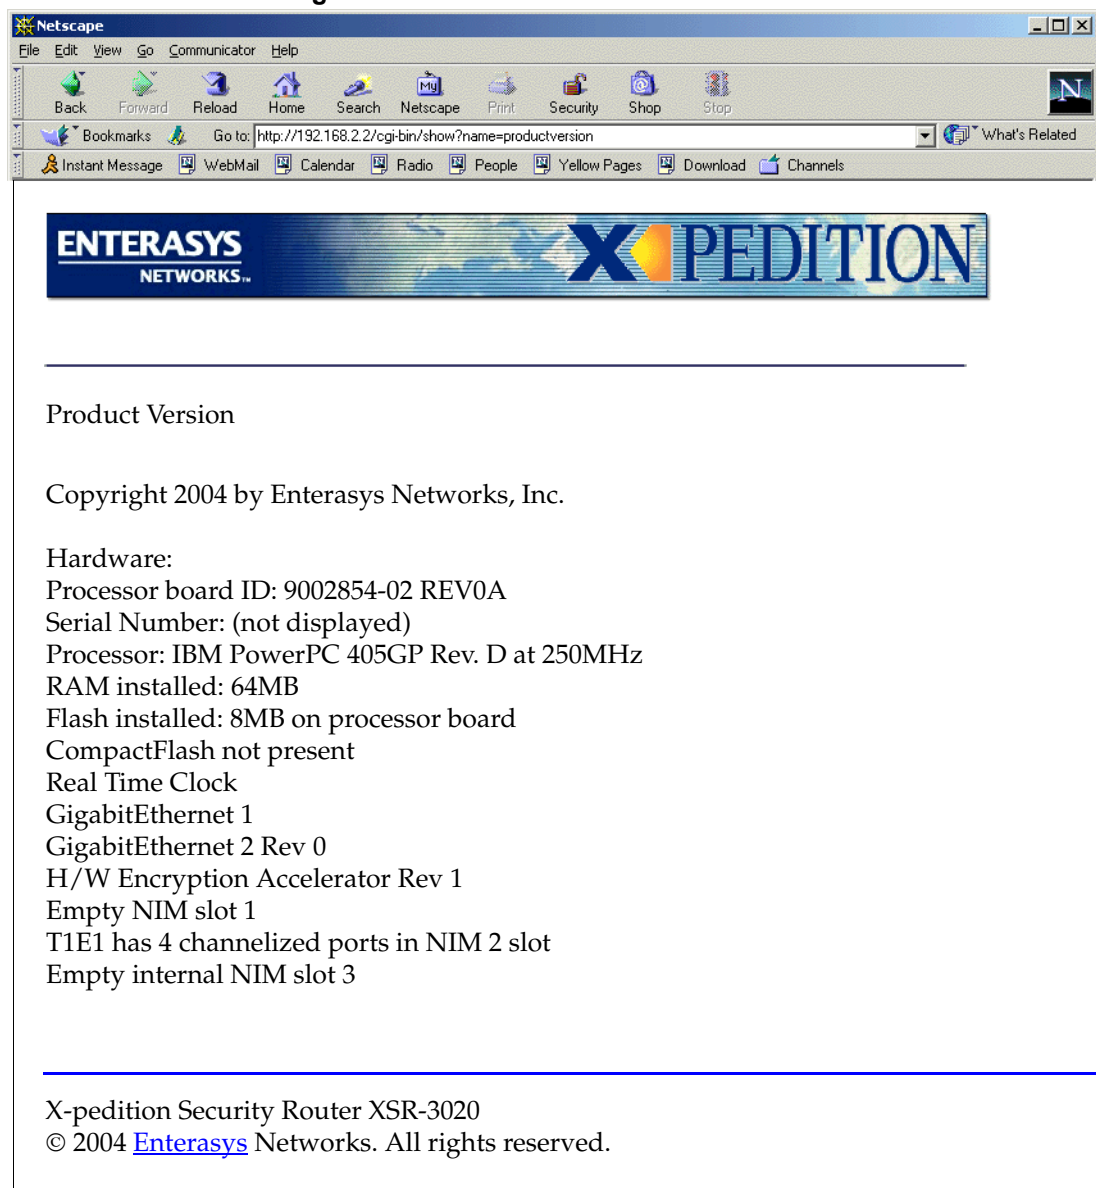 Netscape
File Edit View Go Communicator Help
My N
Back Forward Reload Home Search Netscape Print Security Shop Stop
Bookmarks Go to: http://192.168.2.2/cgi-bin/show?name=productversion What's Related
Instant Message WebMail Calendar Radio People Yellow Pages Download Channels
ENTERASYS
NETWORKS™
X PEDITION
Product Version
Copyright 2004 by Enterasys Networks, Inc.
Hardware:
Processor board ID: 9002854-02 REV0A
Serial Number: (not displayed)
Processor: IBM PowerPC 405GP Rev. D at 250MHz
RAM installed: 64MB
Flash installed: 8MB on processor board
CompactFlash not present
Real Time Clock
GigabitEthernet 1
GigabitEthernet 2 Rev 0
H/W Encryption Accelerator Rev 1
Empty NIM slot 1
T1E1 has 4 channelized ports in NIM 2 slot
Empty internal NIM slot 3
X-pedition Security Router XSR-3020
© 2004 Enterasys Networks. All rights reserved.